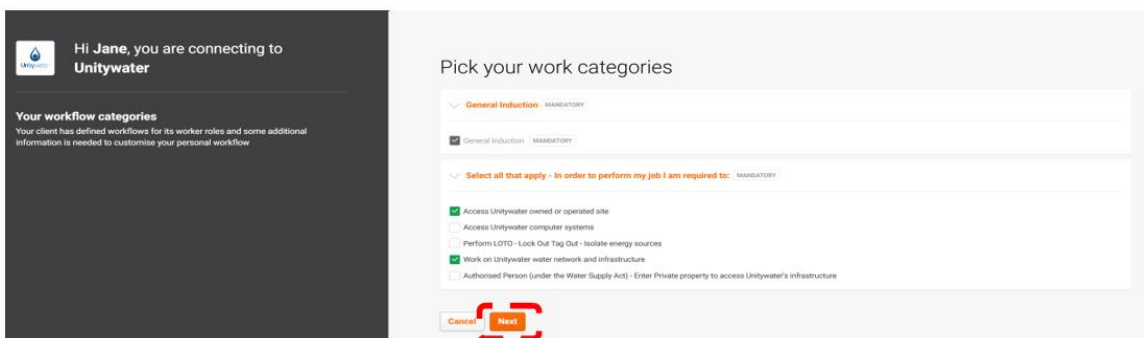 Unitywater
Hi Jane, you are connecting to
Unitywater
Your workflow categories
Your client has defined workflows for its worker roles and some additional
information is needed to customise your personal workflow
Pick your work categories
General Induction MANDATORY
General Induction MANDATORY
Select all that apply - In order to perform my job I am required to: MANDATORY
Access Unitywater owned or operated site
Access Unitywater computer systems
Perform LOTO - Lock Out Tag Out - Isolate energy sources
Work on Unitywater water network and infrastructure
Authorised Person (under the Water Supply Act) - Enter Private property to access Unitywater's infrastructure
Cancel Next